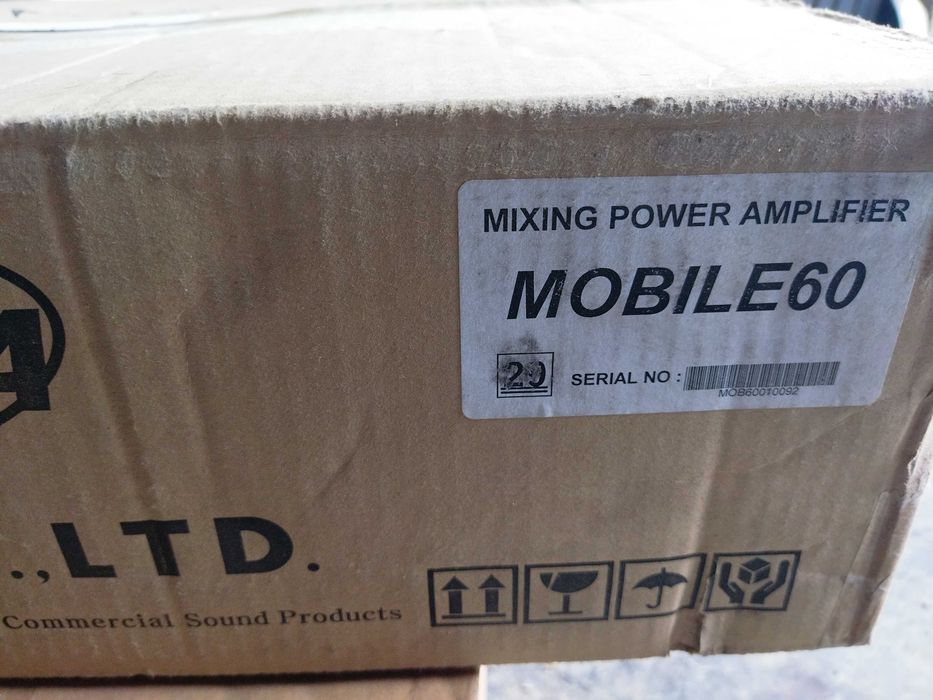 MIXING POWER AMPLIFIER
MOBILE60
20 SERIAL NO :
MOB60010092
.,LTD.
Commercial Sound Products